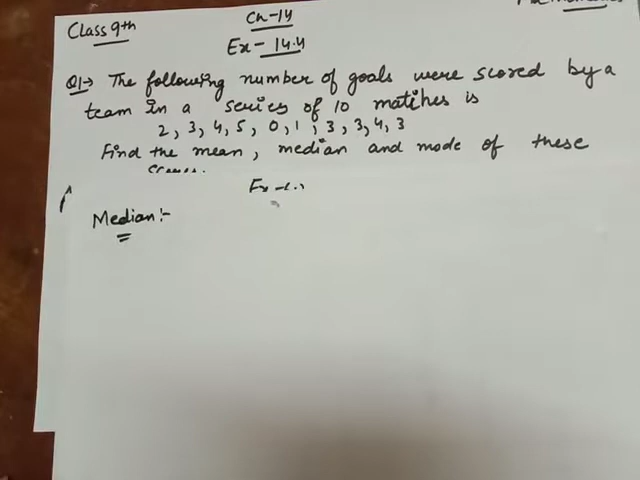 Class 9th
Ch-14
Ex- 14.4
Q1→ The following number of goals were scored by a
team in a series of 10 matches is
2, 3, 4, 5, 0, 1, 3, 3, 4, 3
Find the mean, median and mode of these
Median:-